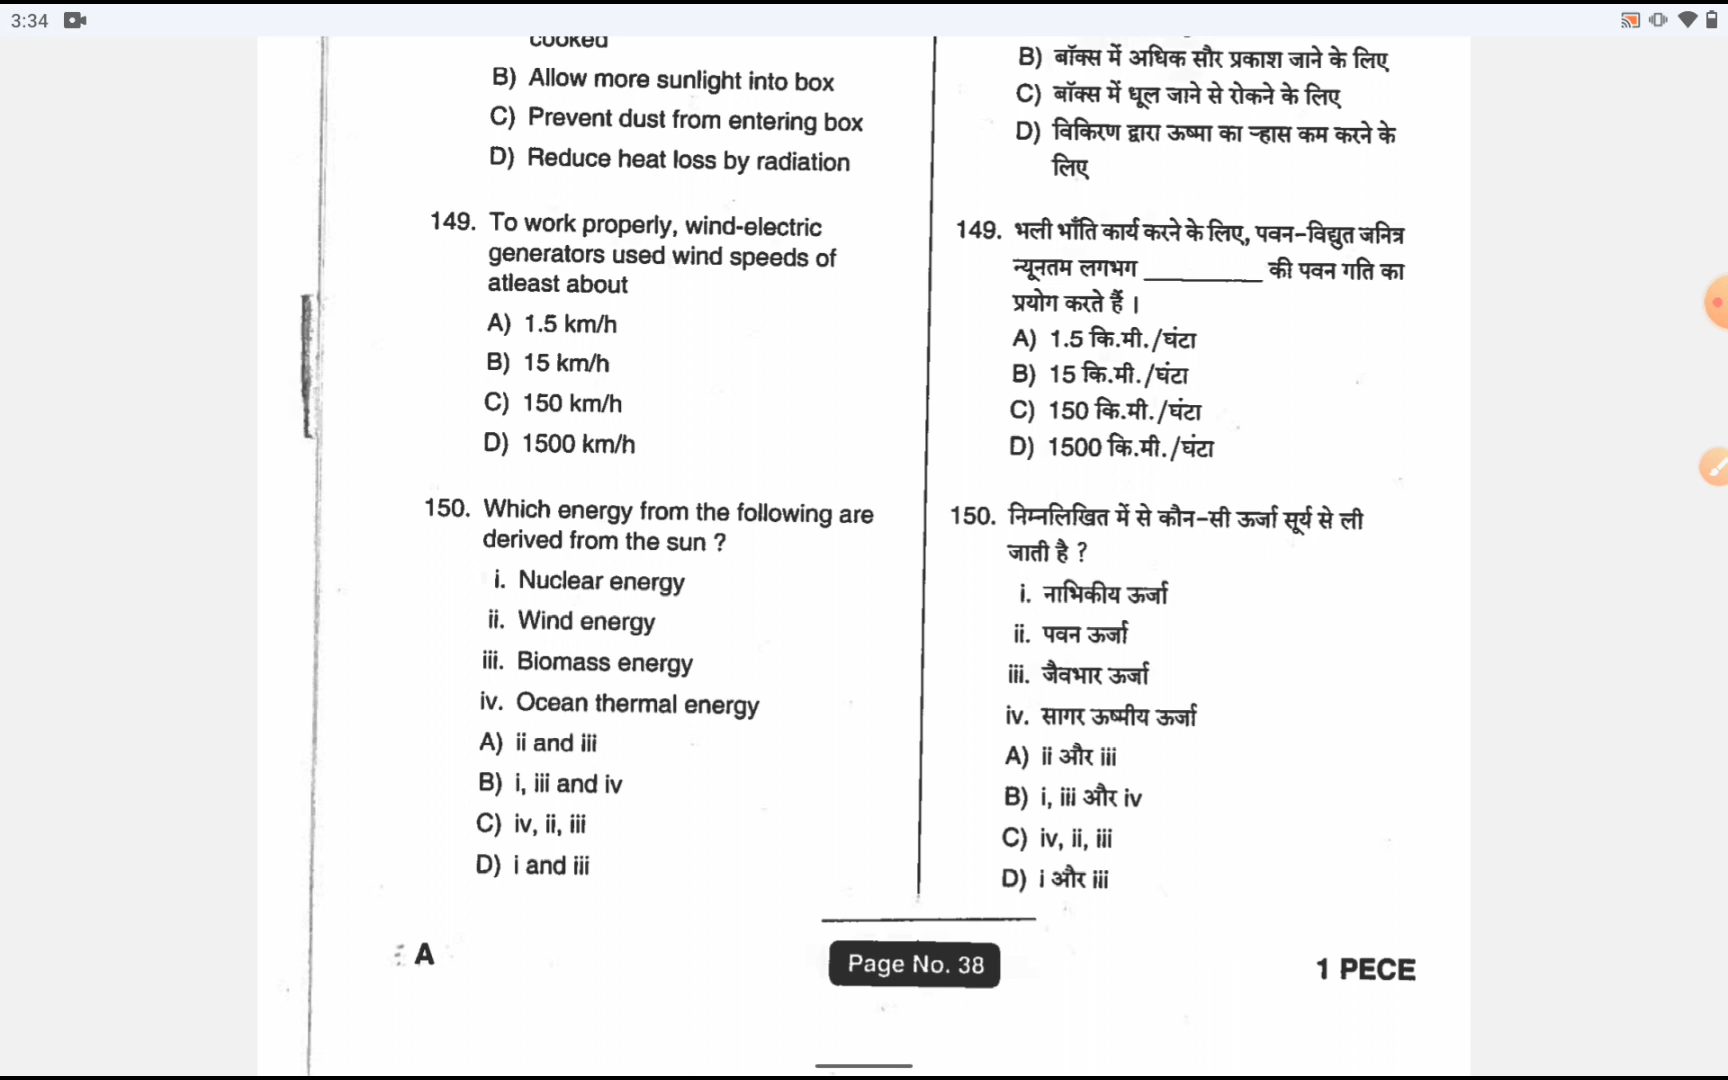 3:34
cooked
B) Allow more sunlight into box
C) Prevent dust from entering box
D) Reduce heat loss by radiation
149. To work properly, wind-electric
generators used wind speeds of
atleast about
A) 1.5 km/h
B) 15 km/h
C) 150 km/h
D) 1500 km/h
150. Which energy from the following are
derived from the sun ?
i. Nuclear energy
ii. Wind energy
iii. Biomass energy
iv. Ocean thermal energy
A) ii and iii
B) i, iii and iv
C) iv, ii, iii
D) i and iii
B) बॉक्स में अधिक सौर प्रकाश जाने के लिए
C) बॉक्स में धूल जाने से रोकने के लिए
D) विकिरण द्वारा ऊष्मा का ऱ्हास कम करने के
लिए
149. भली भाँति कार्य करने के लिए, पवन-विद्युत जनित्र
न्यूनतम लगभग _________ की पवन गति का
प्रयोग करते हैं ।
A) 1.5 कि.मी./घंटा
B) 15 कि.मी./घंटा
C) 150 कि.मी./घंटा
D) 1500 कि.मी./घंटा
150. निम्नलिखित में से कौन-सी ऊर्जा सूर्य से ली
जाती है ?
i. नाभिकीय ऊर्जा
ii. पवन ऊर्जा
iii. जैवभार ऊर्जा
iv. सागर ऊष्मीय ऊर्जा
A) ii और iii
B) i, iii और iv
C) iv, ii, iii
D) i और iii
A
Page No. 38
1 PECE